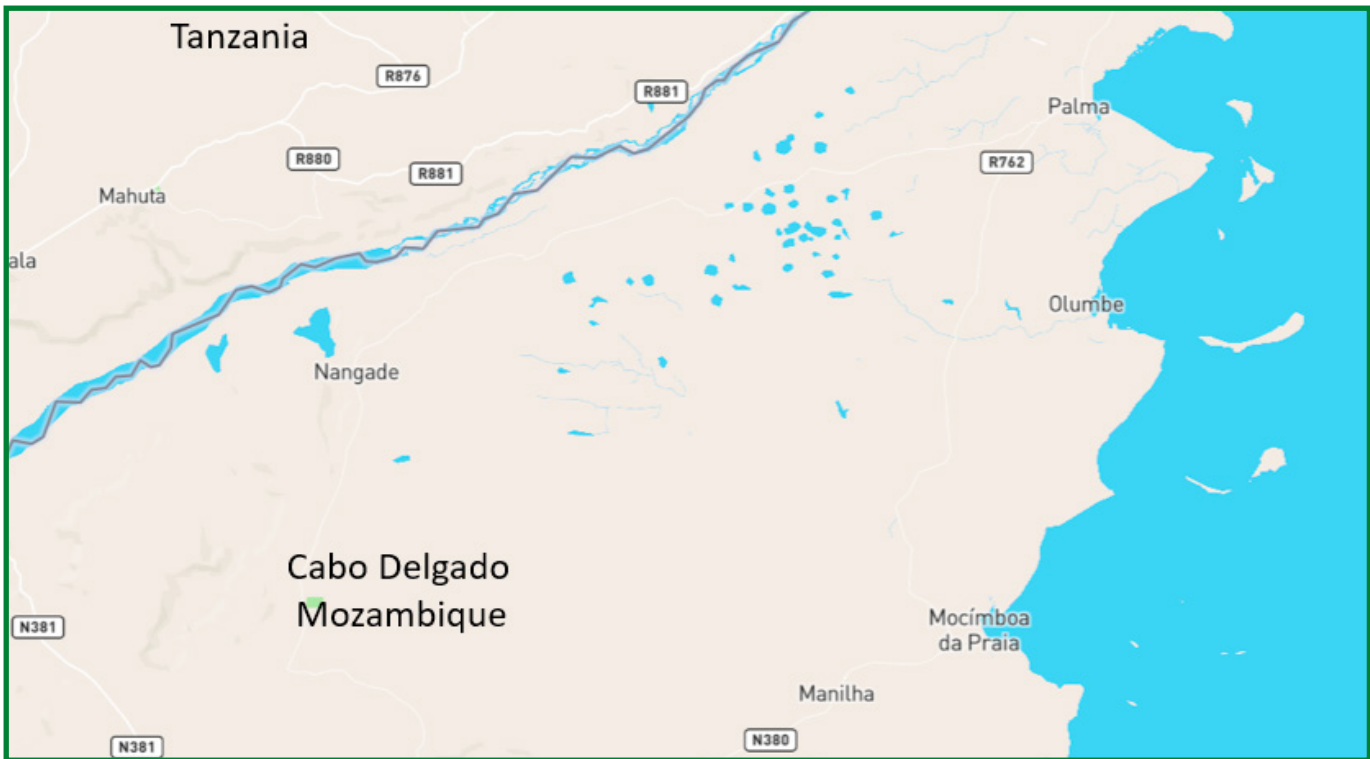 Tanzania
R876
R881
Palma
R880
R881
R762
Mahuta
ala
Olumbe
Nangade
Cabo Delgado
Mozambique
N381
Mocímboa
da Praia
Manilha
N381
N380